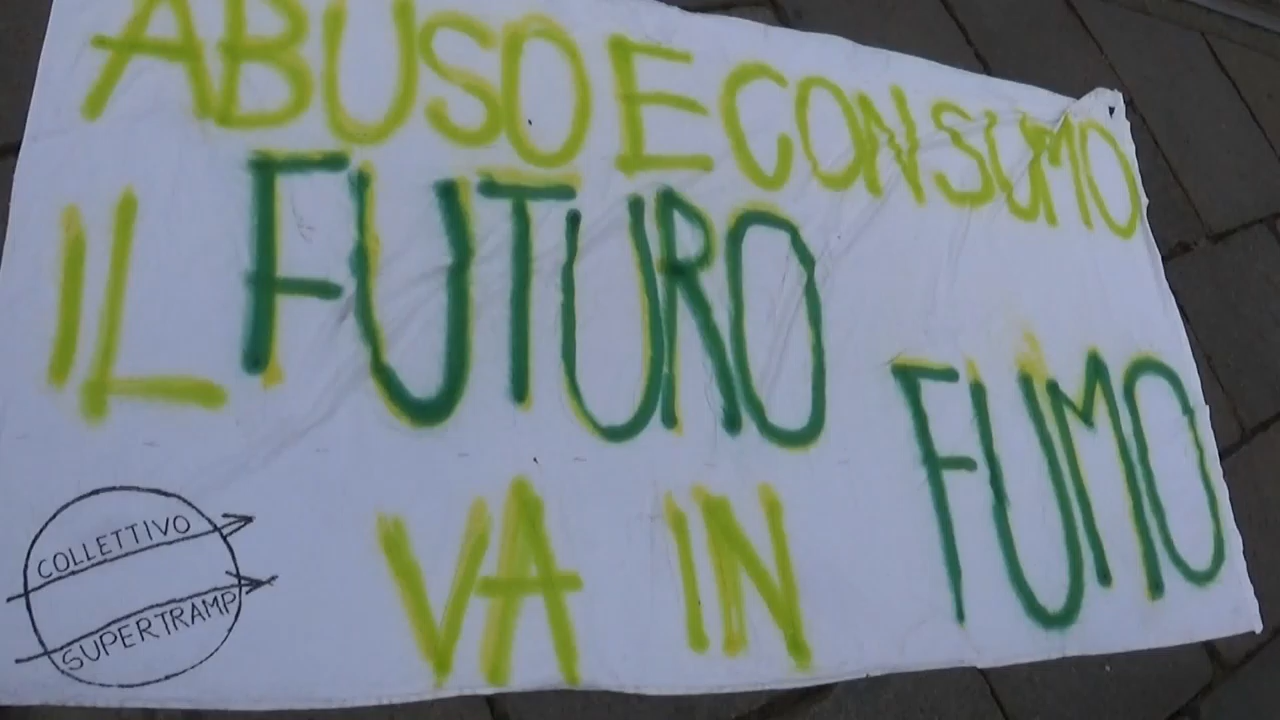 ABUSO E CONSUMO
IL FUTURO
VA IN FUMO
COLLETTIVO
SUPERTRAMP